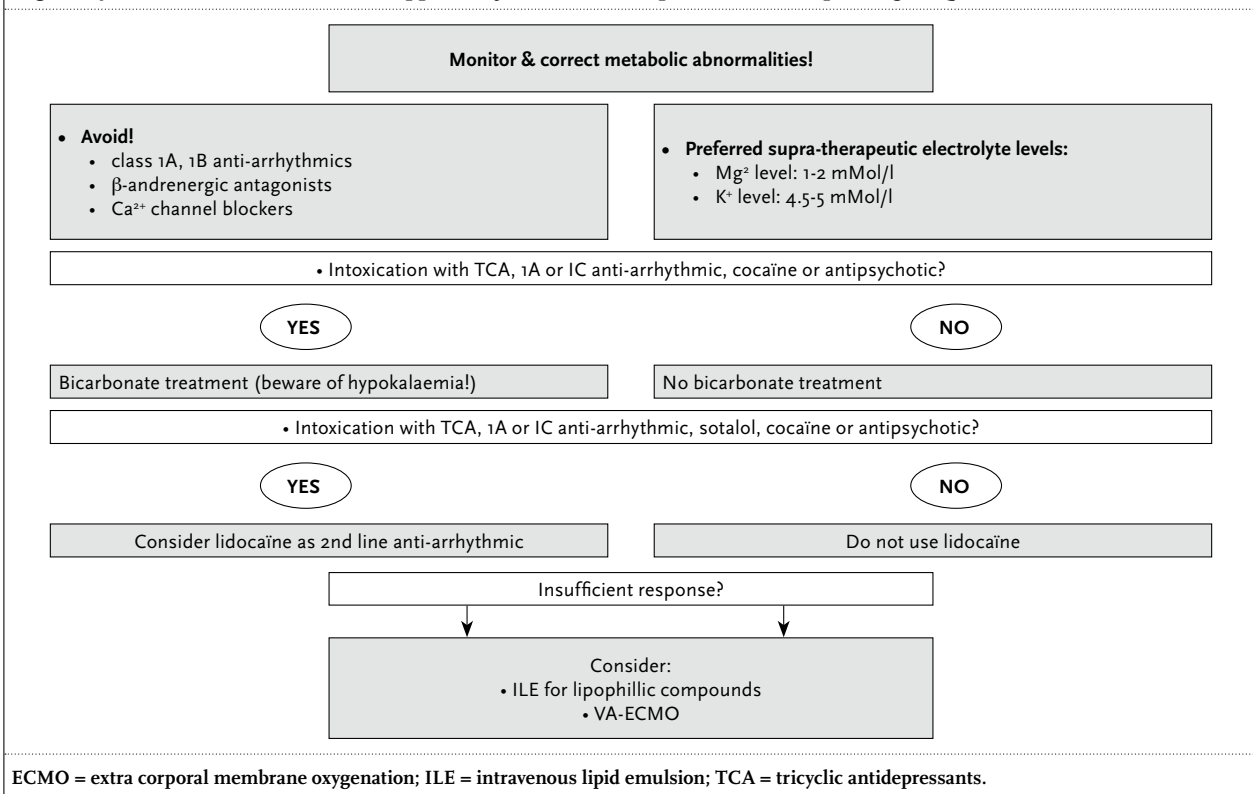 Monitor & correct metabolic abnormalities!
• Avoid!
• class 1A, 1B anti-arrhythmics
• β-andrenergic antagonists
• Ca²⁺ channel blockers
• Preferred supra-therapeutic electrolyte levels:
• Mg² level: 1-2 mMol/l
• K⁺ level: 4.5-5 mMol/l
• Intoxication with TCA, 1A or IC anti-arrhythmic, cocaïne or antipsychotic?
YES
NO
Bicarbonate treatment (beware of hypokalaemia!)
No bicarbonate treatment
• Intoxication with TCA, 1A or IC anti-arrhythmic, sotalol, cocaïne or antipsychotic?
YES
NO
Consider lidocaïne as 2nd line anti-arrhythmic
Do not use lidocaïne
Insufficient response?
Consider:
• ILE for lipophillic compounds
• VA-ECMO
ECMO = extra corporal membrane oxygenation; ILE = intravenous lipid emulsion; TCA = tricyclic antidepressants.